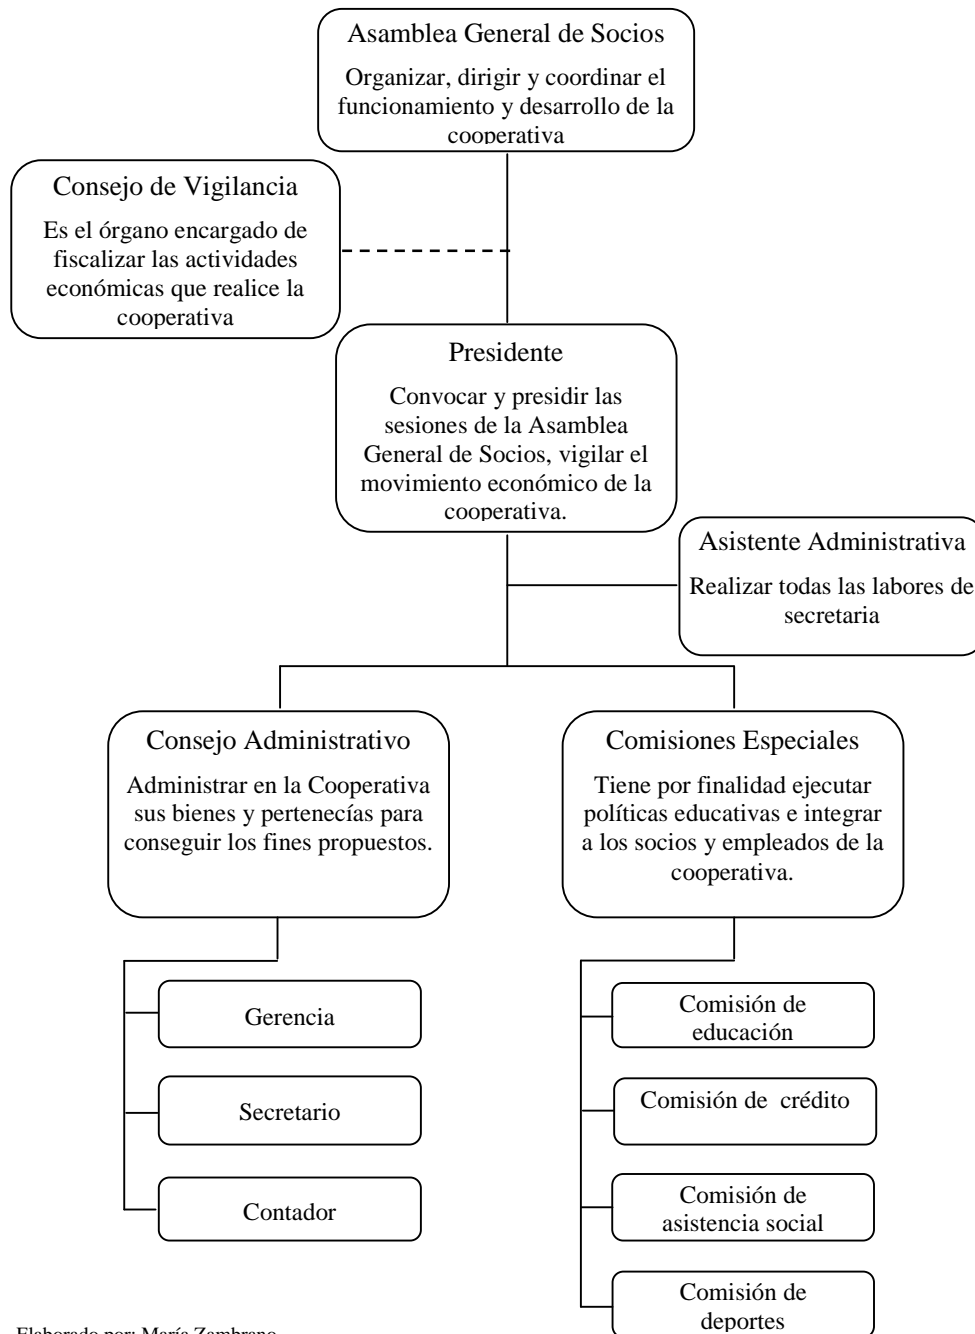 Asamblea General de Socios
Organizar, dirigir y coordinar el
funcionamiento y desarrollo de la
cooperativa
Consejo de Vigilancia
Es el órgano encargado de
fiscalizar las actividades
económicas que realice la
cooperativa
Presidente
Convocar y presidir las
sesiones de la Asamblea
General de Socios, vigilar el
movimiento económico de la
cooperativa.
Asistente Administrativa
Realizar todas las labores de
secretaria
Consejo Administrativo
Administrar en la Cooperativa
sus bienes y pertenecías para
conseguir los fines propuestos.
Comisiones Especiales
Tiene por finalidad ejecutar
políticas educativas e integrar
a los socios y empleados de la
cooperativa.
Gerencia
Secretario
Contador
Comisión de
educación
Comisión de crédito
Comisión de
asistencia social
Comisión de
deportes
Elaborado por: María Zambrano